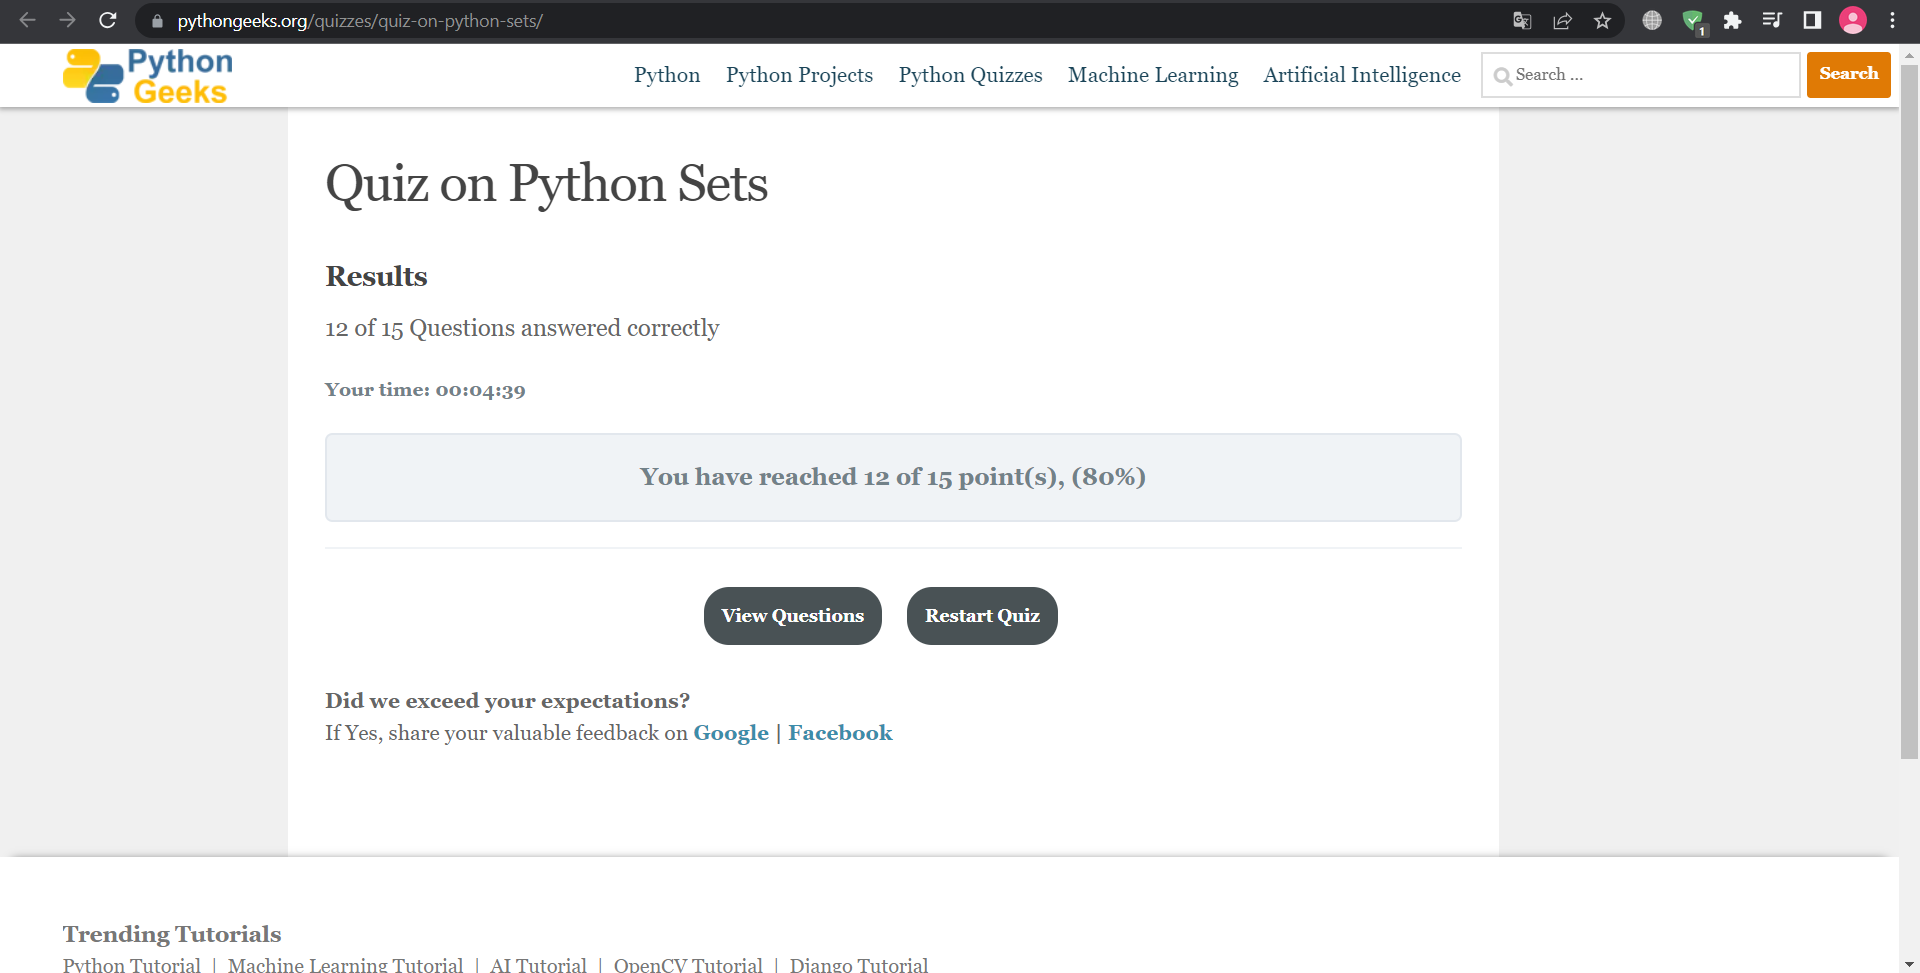 pythongeeks.org/quizzes/quiz-on-python-sets/
1
Python
Geeks
Python Python Projects Python Quizzes Machine Learning Artificial Intelligence Search ... Search
Quiz on Python Sets
Results
12 of 15 Questions answered correctly
Your time: 00:04:39
You have reached 12 of 15 point(s), (80%)
View Questions Restart Quiz
Did we exceed your expectations?
If Yes, share your valuable feedback on Google | Facebook
Trending Tutorials
Python Tutorial | Machine Learning Tutorial | AI Tutorial | OpenCV Tutorial | Django Tutorial